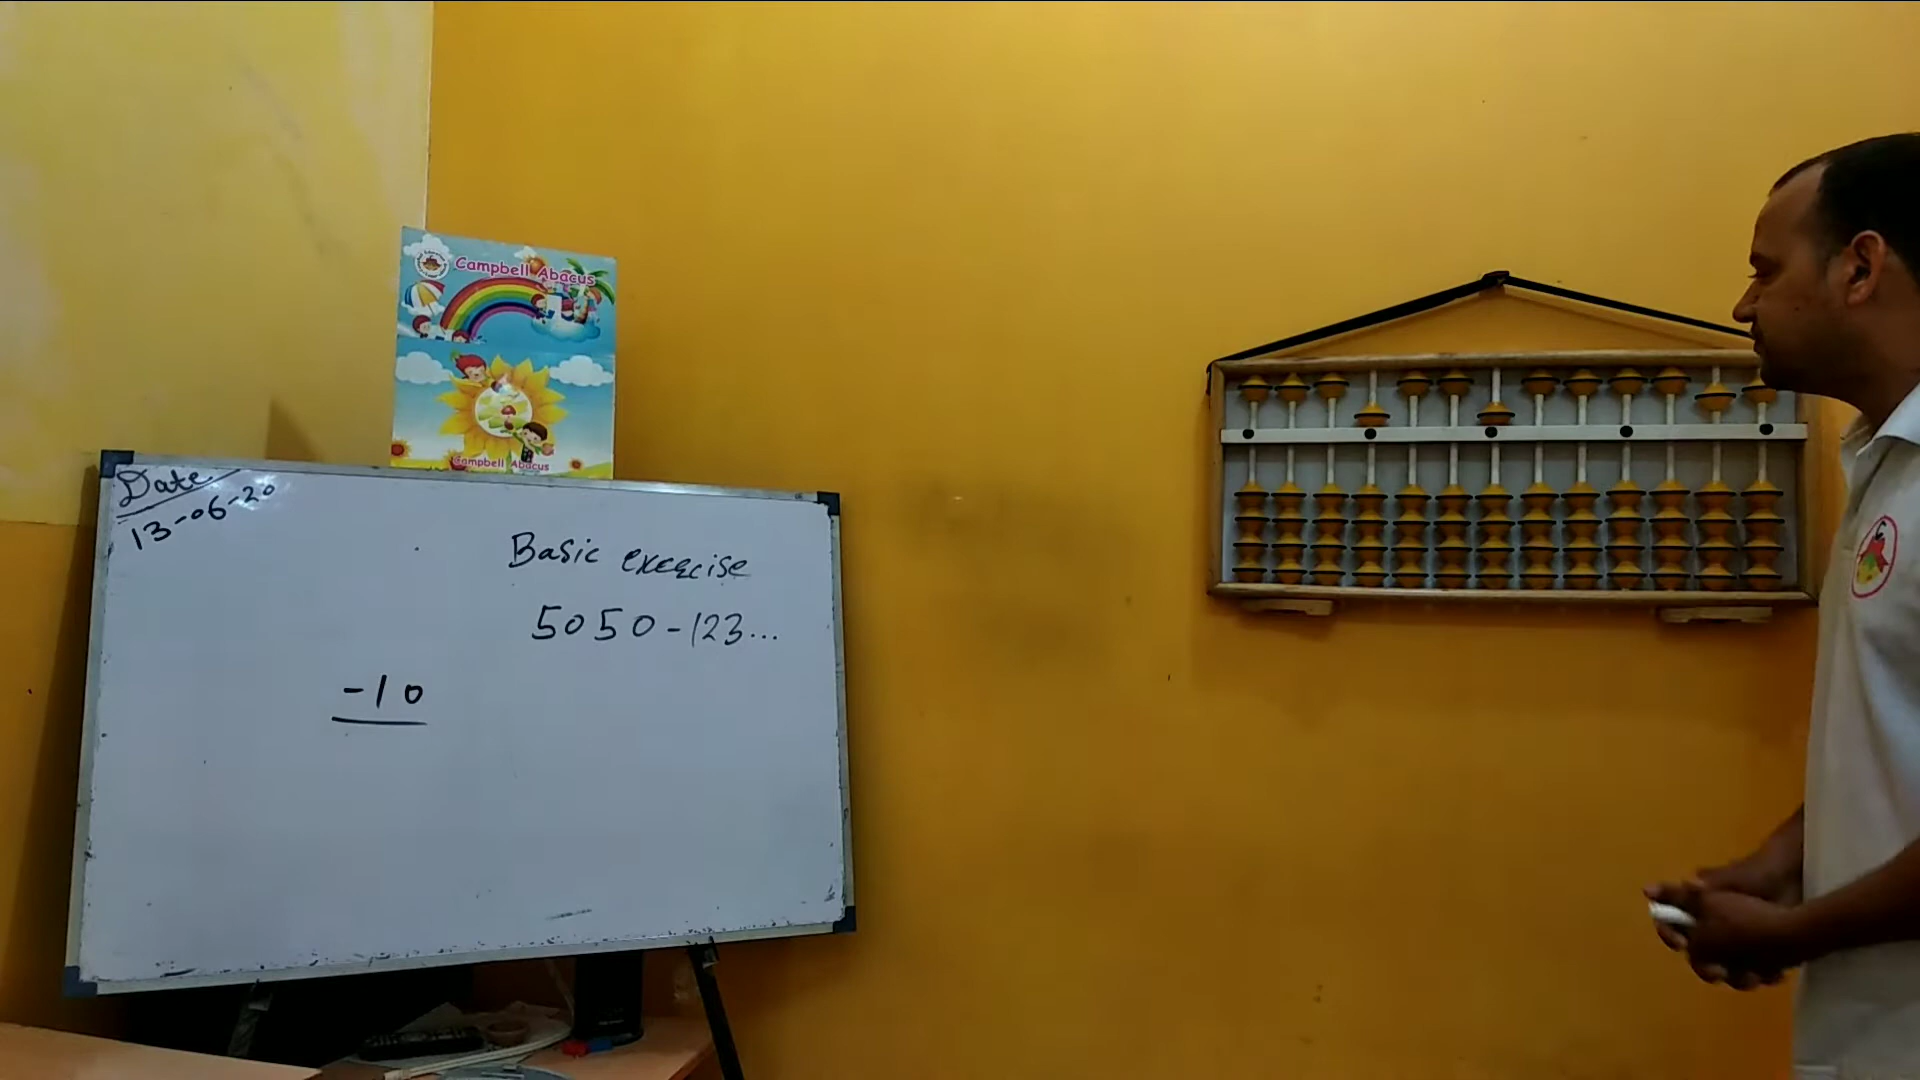 Campbell Abacus
Campbell Abacus
Date
13-06-20
Basic exercise
5050-123...
-10